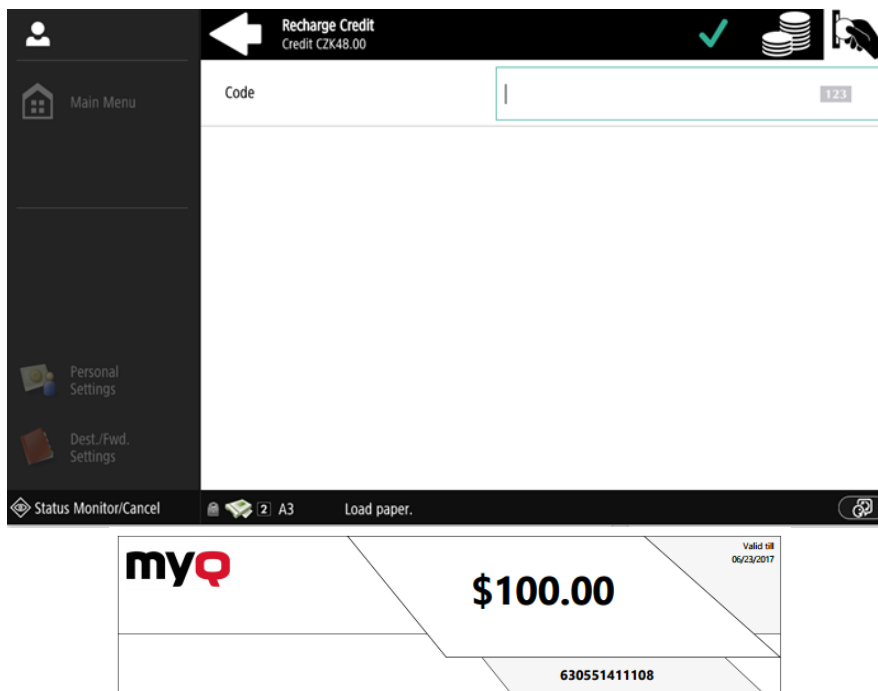 Recharge Credit
Credit CZK48.00
Main Menu
Code
123
Personal
Settings
Dest./Fwd.
Settings
Status Monitor/Cancel
2 A3 Load paper.
myQ
$100.00
Valid till
06/23/2017
630551411108